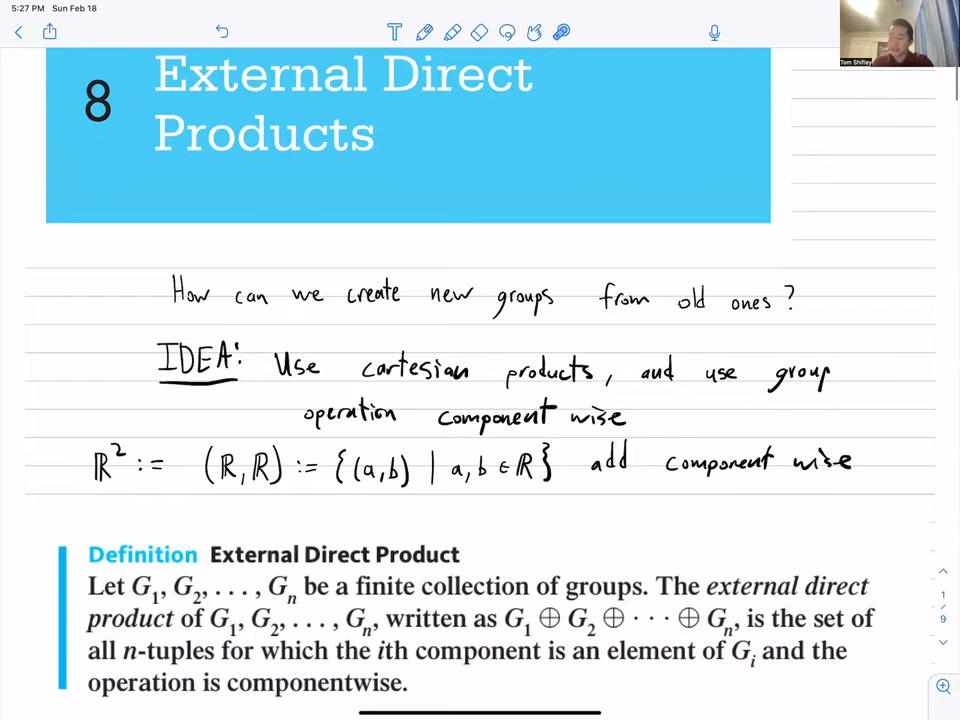 5:27 PM Sun Feb 18
Tom Shifley
8
External Direct
Products
How can we create new groups from old ones?
IDEA: Use cartesian products, and use group
operation component wise
ℝ² := (ℝ, ℝ) := {(a,b) | a, b ∈ ℝ} add component wise
Definition External Direct Product
Let G₁, G₂, . . . , Gₙ be a finite collection of groups. The external direct
product of G₁, G₂, . . . , Gₙ, written as G₁ ⊕ G₂ ⊕ · · · ⊕ Gₙ, is the set of
all n-tuples for which the ith component is an element of Gᵢ and the
operation is componentwise.
1
/
9